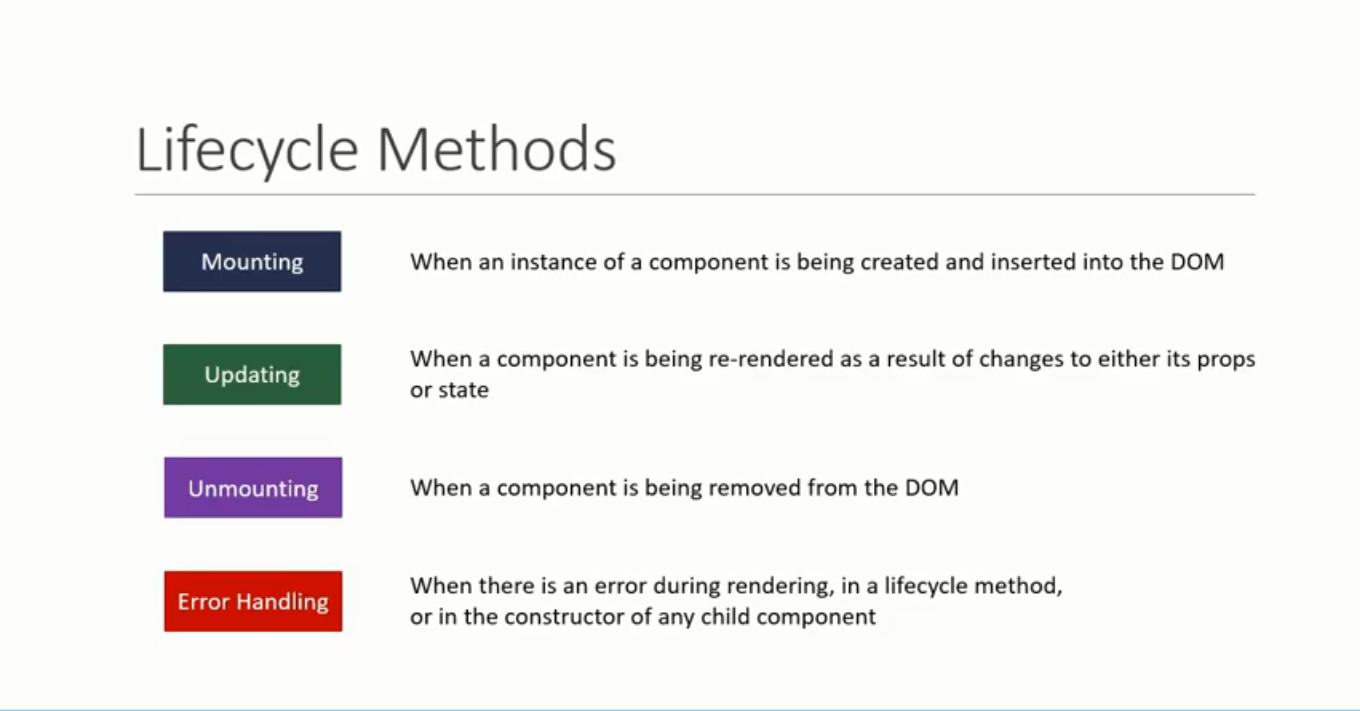 Lifecycle Methods
Mounting
When an instance of a component is being created and inserted into the DOM
Updating
When a component is being re-rendered as a result of changes to either its props
or state
Unmounting
When a component is being removed from the DOM
Error Handling
When there is an error during rendering, in a lifecycle method,
or in the constructor of any child component